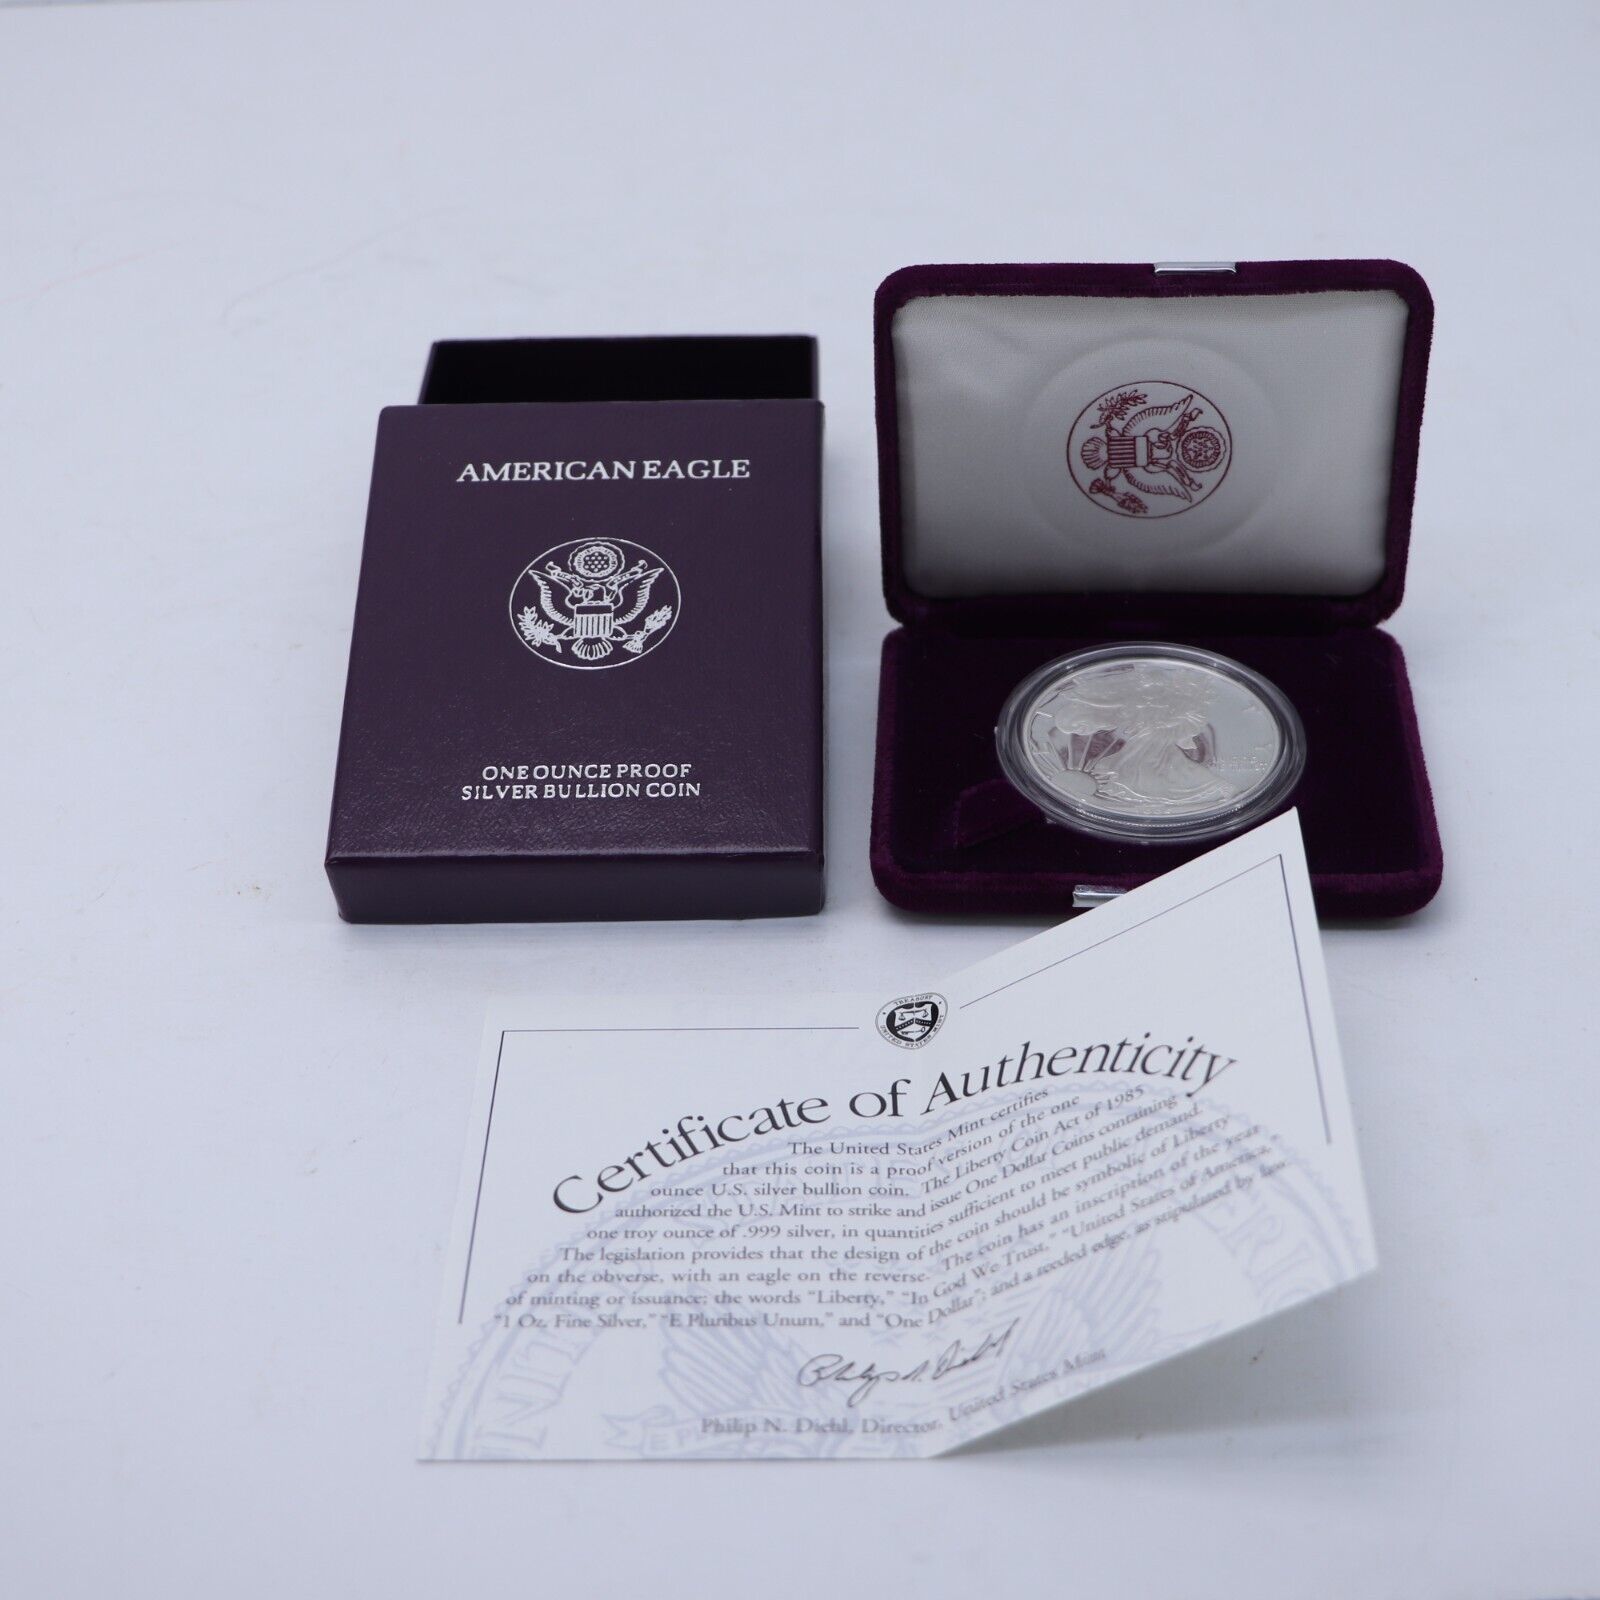 AMERICAN EAGLE
ONE OUNCE PROOF
SILVER BULLION COIN
TREASURY
UNITED STATES MINT
Certificate of Authenticity
The United States Mint certifies
that this coin is a proof version of the one
ounce U.S. silver bullion coin. The Liberty Coin Act of 1985
authorized the U.S. Mint to strike and issue One Dollar Coins containing
one troy ounce of .999 silver, in quantities sufficient to meet public demand.
The legislation provides that the design of the coin should be symbolic of Liberty
on the obverse, with an eagle on the reverse. The coin has an inscription of the year
of minting or issuance; the words "Liberty," "In God We Trust," "United States of America,"
"1 Oz. Fine Silver," "E Pluribus Unum," and "One Dollar"; and a reeded edge, as stipulated by law.
Philip N. Diehl
Philip N. Diehl, Director, United States Mint